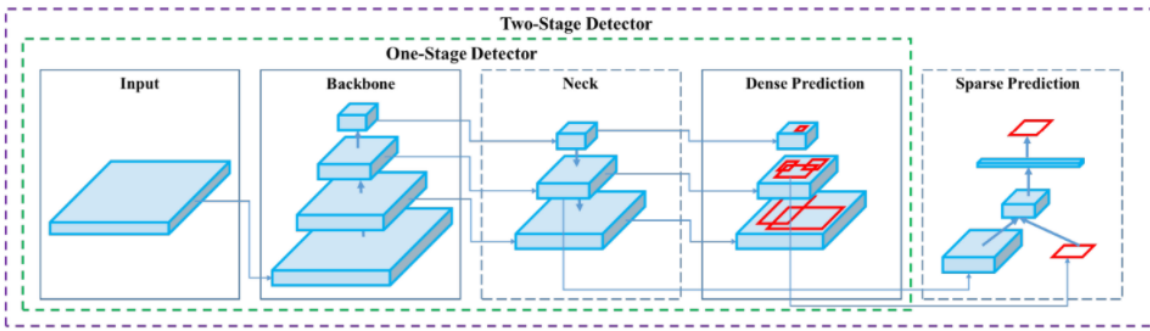 Two-Stage Detector
One-Stage Detector
Input
Backbone
Neck
Dense Prediction
Sparse Prediction